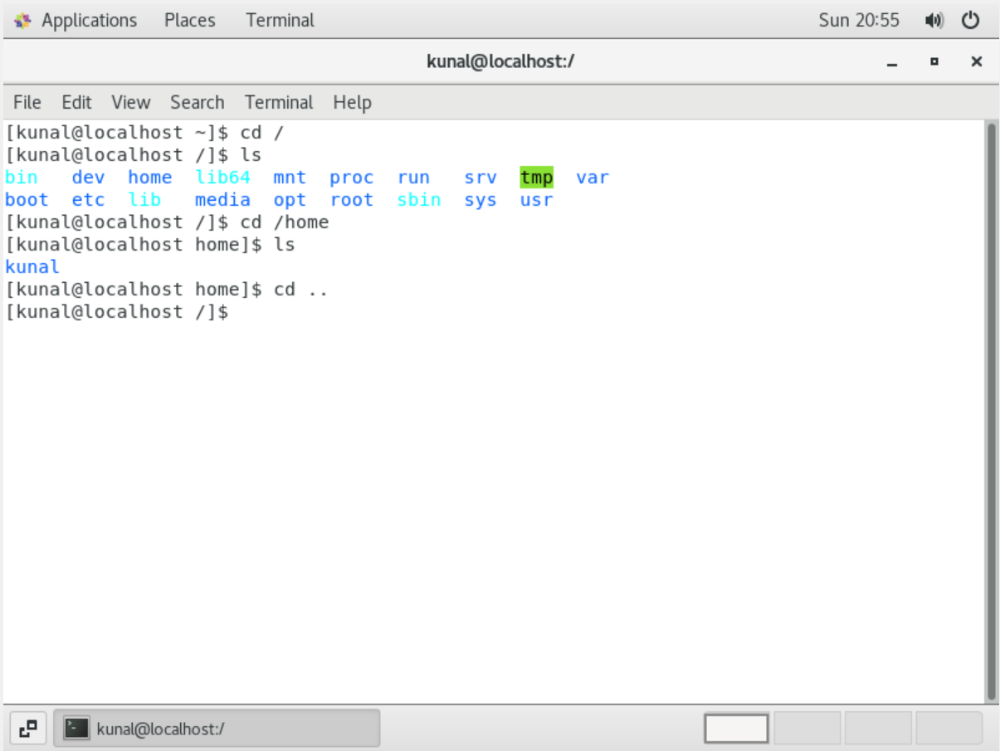 Applications Places Terminal Sun 20:55
kunal@localhost:/
File Edit View Search Terminal Help
[kunal@localhost ~]$ cd /
[kunal@localhost /]$ ls
bin   dev  home  lib64  mnt  proc  run   srv  tmp  var
boot  etc  lib   media  opt  root  sbin  sys  usr
[kunal@localhost /]$ cd /home
[kunal@localhost home]$ ls
kunal
[kunal@localhost home]$ cd ..
[kunal@localhost /]$
kunal@localhost:/